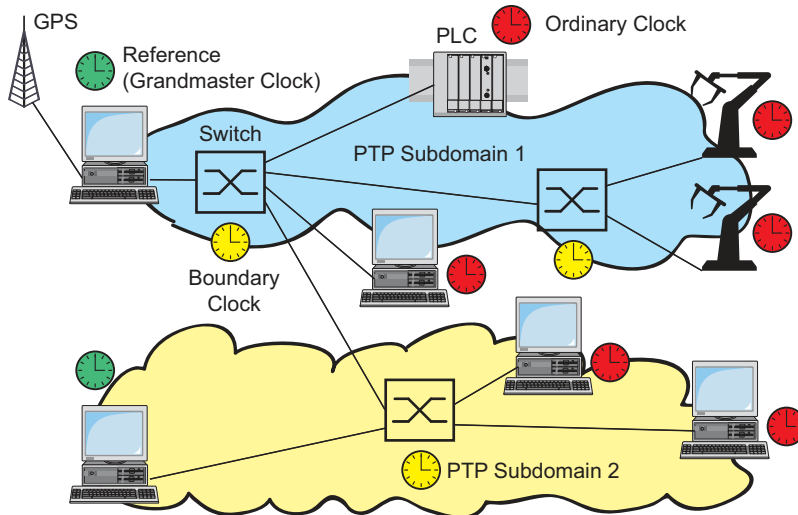 GPS
Reference
(Grandmaster Clock)
PLC
Ordinary Clock
Switch
PTP Subdomain 1
Boundary
Clock
PTP Subdomain 2